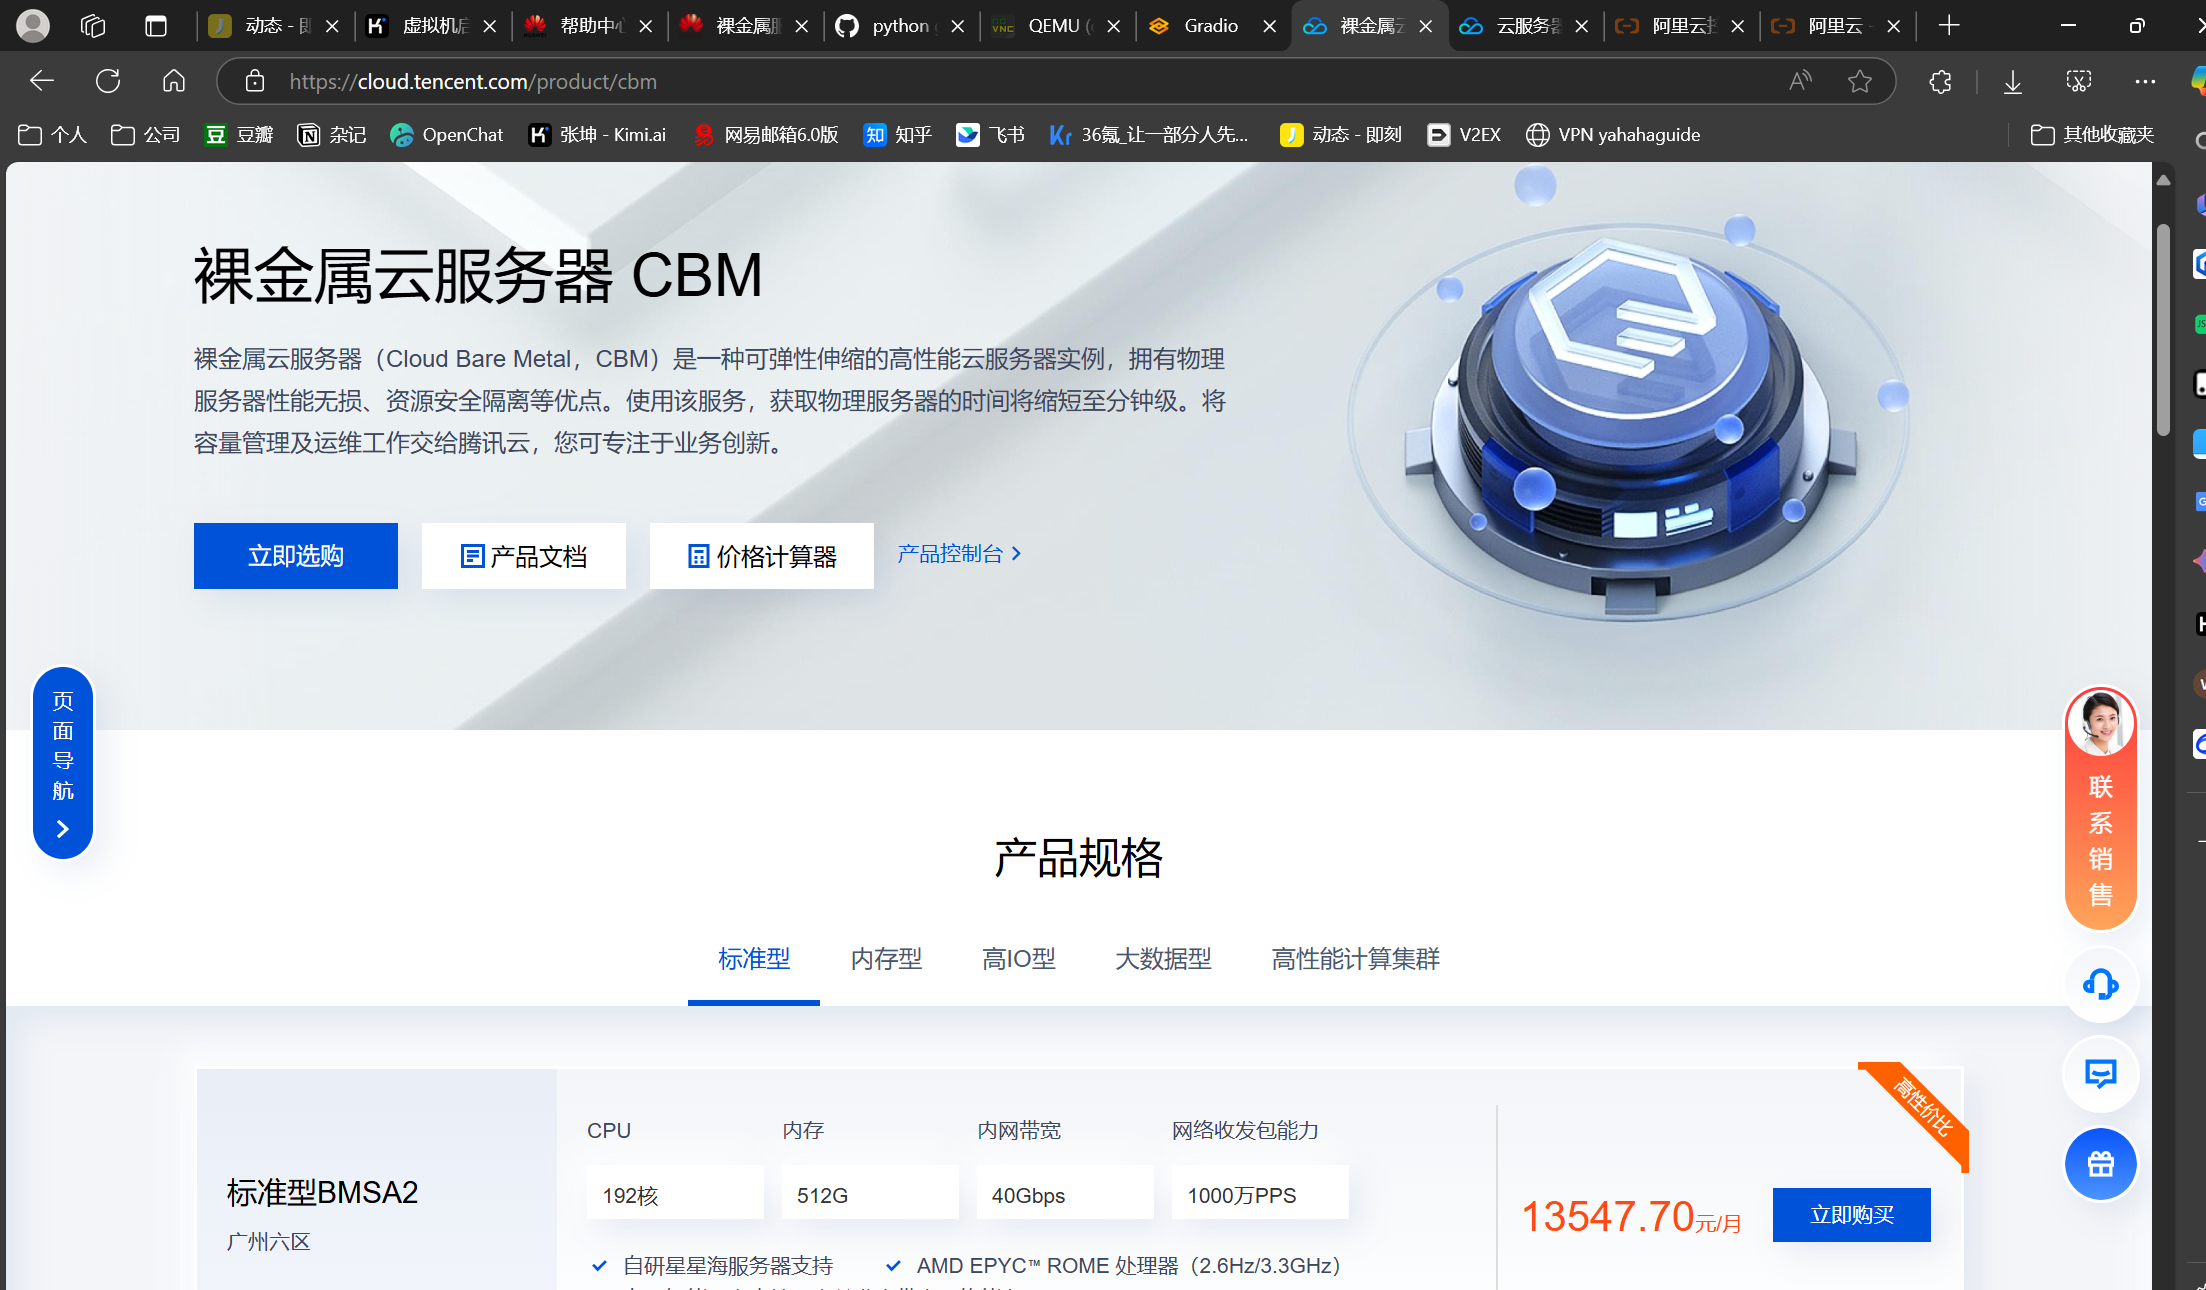 动态 - 即
虚拟机后
帮助中心
裸金属服
python
QEMU
Gradio
裸金属云
云服务器
阿里云控
阿里云 -
https://cloud.tencent.com/product/cbm
个人
公司
豆瓣
杂记
OpenChat
张坤 - Kimi.ai
网易邮箱6.0版
知乎
飞书
36氪_让一部分人先...
动态 - 即刻
V2EX
VPN yahahaguide
其他收藏夹
裸金属云服务器 CBM
裸金属云服务器（Cloud Bare Metal，CBM）是一种可弹性伸缩的高性能云服务器实例，拥有物理
服务器性能无损、资源安全隔离等优点。使用该服务，获取物理服务器的时间将缩短至分钟级。将
容量管理及运维工作交给腾讯云，您可专注于业务创新。
立即选购
产品文档
价格计算器
产品控制台
页面导航
联系销售
产品规格
标准型
内存型
高IO型
大数据型
高性能计算集群
高性价比
CPU
内存
内网带宽
网络收发包能力
标准型BMSA2
广州六区
192核
512G
40Gbps
1000万PPS
13547.70元/月
立即购买
自研星星海服务器支持
AMD EPYC™ ROME 处理器（2.6Hz/3.3GHz）